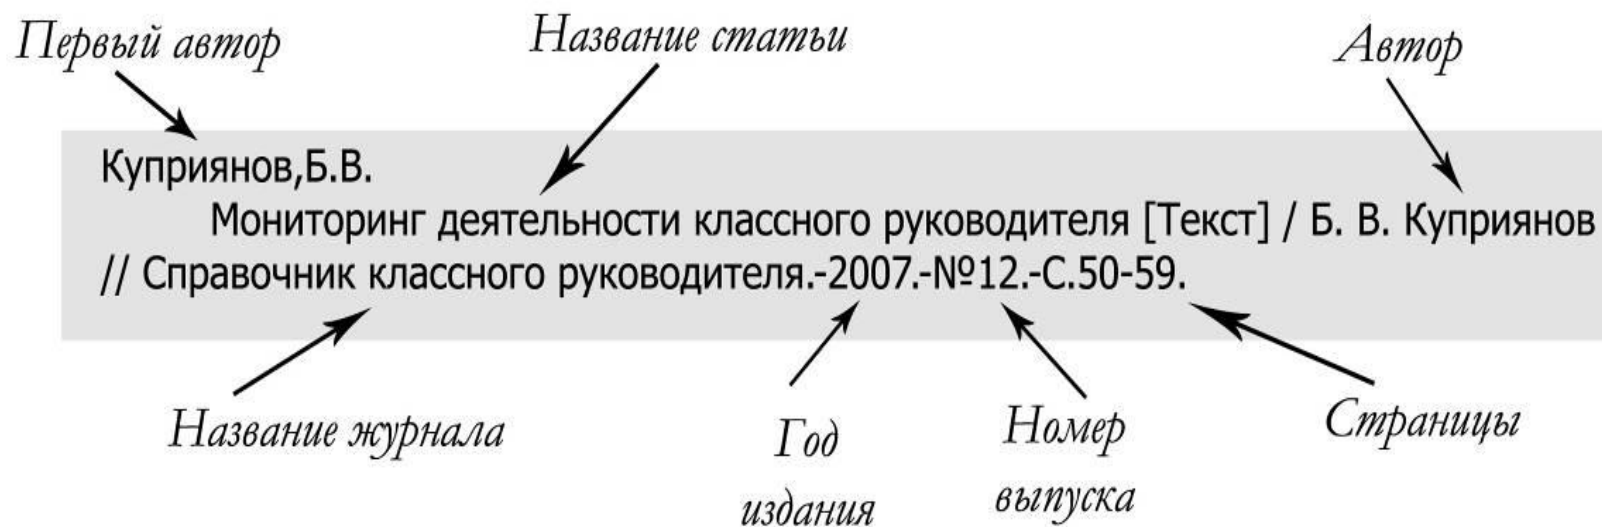 Первый автор
Название статьи
Автор
Куприянов,Б.В.
Мониторинг деятельности классного руководителя [Текст] / Б. В. Куприянов
// Справочник классного руководителя.-2007.-№12.-С.50-59.
Название журнала
Год
издания
Номер
выпуска
Страницы